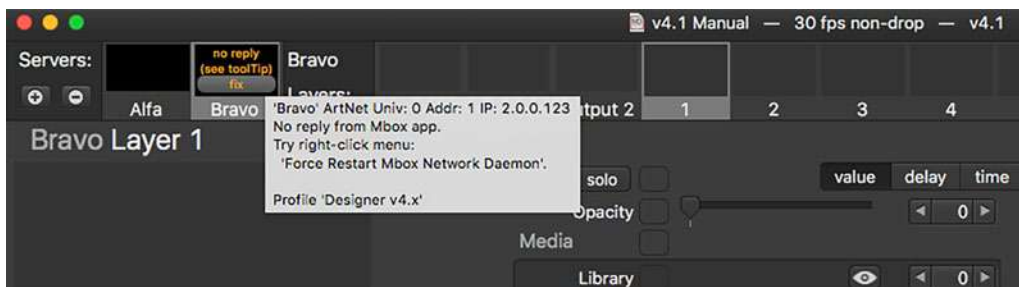 v4.1 Manual — 30 fps non-drop — v4.1
Servers:
no reply
(see toolTip)
fix
Bravo
Layers:
Alfa
Bravo
tput 2
1
2
3
4
'Bravo' ArtNet Univ: 0 Addr: 1 IP: 2.0.0.123
No reply from Mbox app.
Try right-click menu:
'Force Restart Mbox Network Daemon'.
Profile 'Designer v4.x'
Bravo Layer 1
solo
value
delay
time
Opacity
0
Media
Library
0